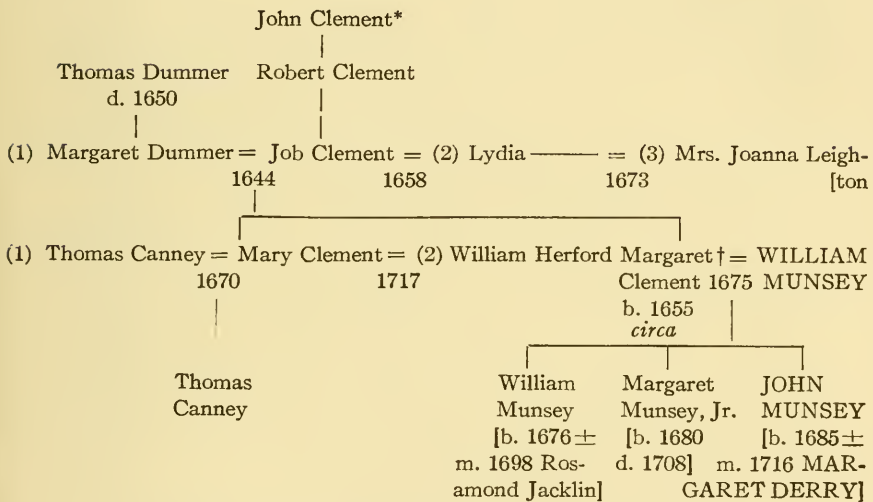 John Clement*
Thomas Dummer Robert Clement
d. 1650
(1) Margaret Dummer = Job Clement = (2) Lydia —— = (3) Mrs. Joanna Leigh-
1644 1658 1673 [ton
(1) Thomas Canney = Mary Clement = (2) William Herford Margaret† = WILLIAM
1670 1717 Clement 1675 MUNSEY
b. 1655
circa
Thomas William Margaret JOHN
Canney Munsey Munsey, Jr. MUNSEY
[b. 1676± [b. 1680 [b. 1685±
m. 1698 Ros- d. 1708] m. 1716 MAR-
amond Jacklin] GARET DERRY]